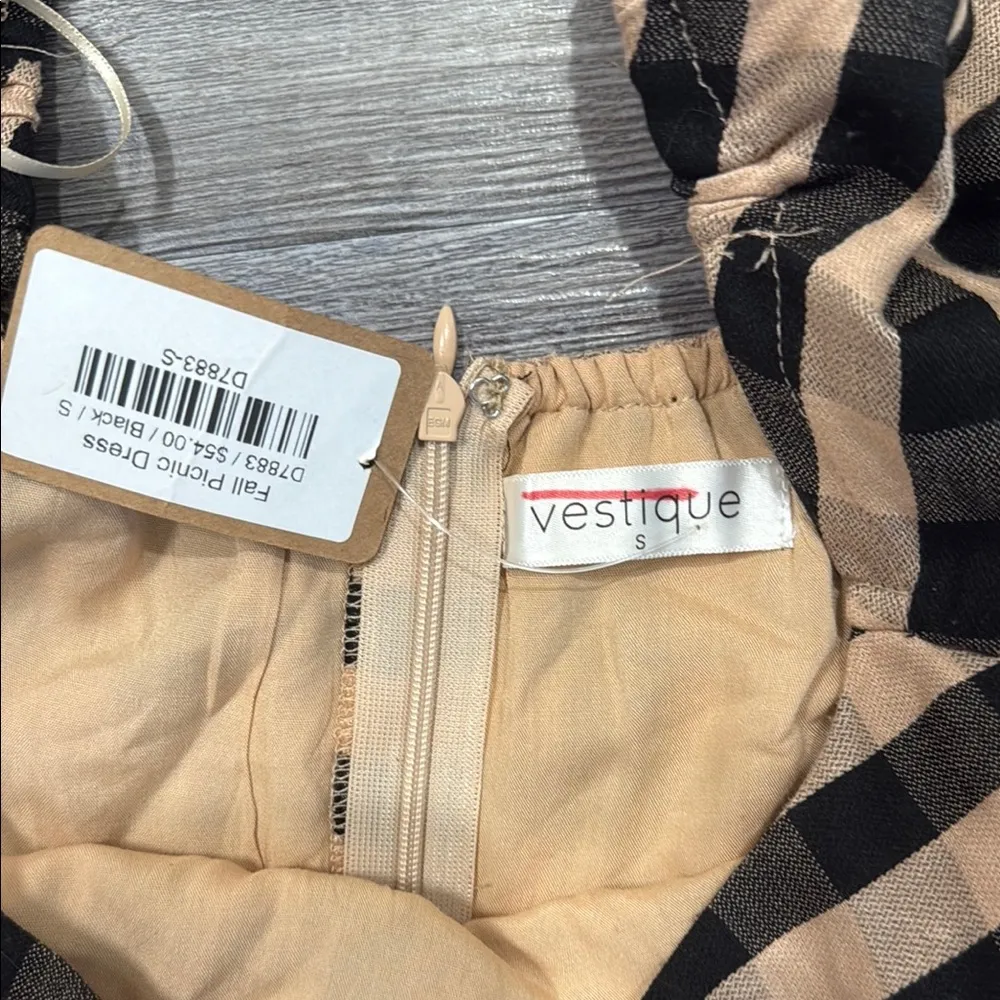 Fall Picnic Dress
D7883 / $54.00 / Black / S
D7883-S
vestique
S